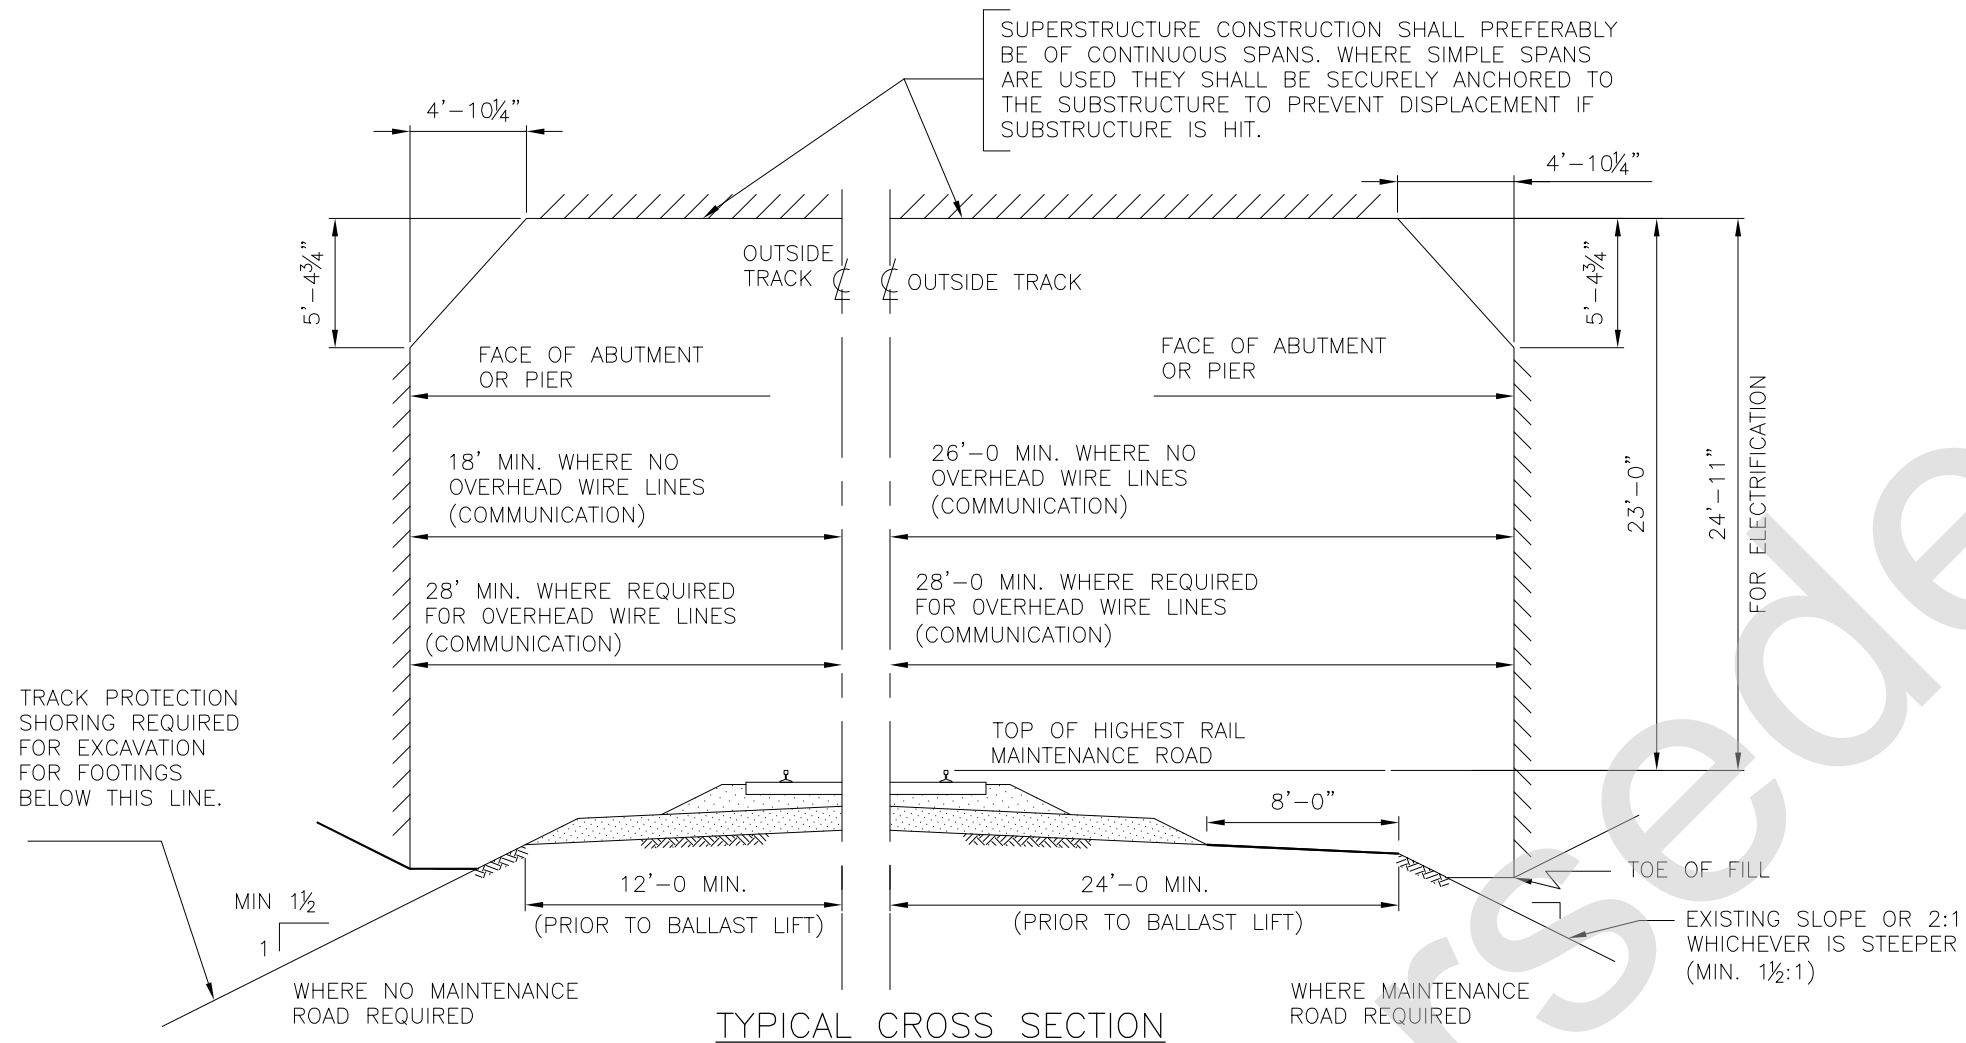 SUPERSTRUCTURE CONSTRUCTION SHALL PREFERABLY
BE OF CONTINUOUS SPANS. WHERE SIMPLE SPANS
ARE USED THEY SHALL BE SECURELY ANCHORED TO
THE SUBSTRUCTURE TO PREVENT DISPLACEMENT IF
SUBSTRUCTURE IS HIT.
4'-10¼"
4'-10¼"
5'-4¾"
OUTSIDE
TRACK ℄
℄ OUTSIDE TRACK
5'-4¾"
FACE OF ABUTMENT
OR PIER
FACE OF ABUTMENT
OR PIER
18' MIN. WHERE NO
OVERHEAD WIRE LINES
(COMMUNICATION)
26'-0 MIN. WHERE NO
OVERHEAD WIRE LINES
(COMMUNICATION)
23'-0"
24'-11"
FOR ELECTRIFICATION
28' MIN. WHERE REQUIRED
FOR OVERHEAD WIRE LINES
(COMMUNICATION)
28'-0 MIN. WHERE REQUIRED
FOR OVERHEAD WIRE LINES
(COMMUNICATION)
TRACK PROTECTION
SHORING REQUIRED
FOR EXCAVATION
FOR FOOTINGS
BELOW THIS LINE.
TOP OF HIGHEST RAIL
MAINTENANCE ROAD
8'-0"
12'-0 MIN.
(PRIOR TO BALLAST LIFT)
24'-0 MIN.
(PRIOR TO BALLAST LIFT)
TOE OF FILL
MIN 1½
1
EXISTING SLOPE OR 2:1
WHICHEVER IS STEEPER
(MIN. 1½:1)
WHERE NO MAINTENANCE
ROAD REQUIRED
WHERE MAINTENANCE
ROAD REQUIRED
TYPICAL CROSS SECTION
rsede